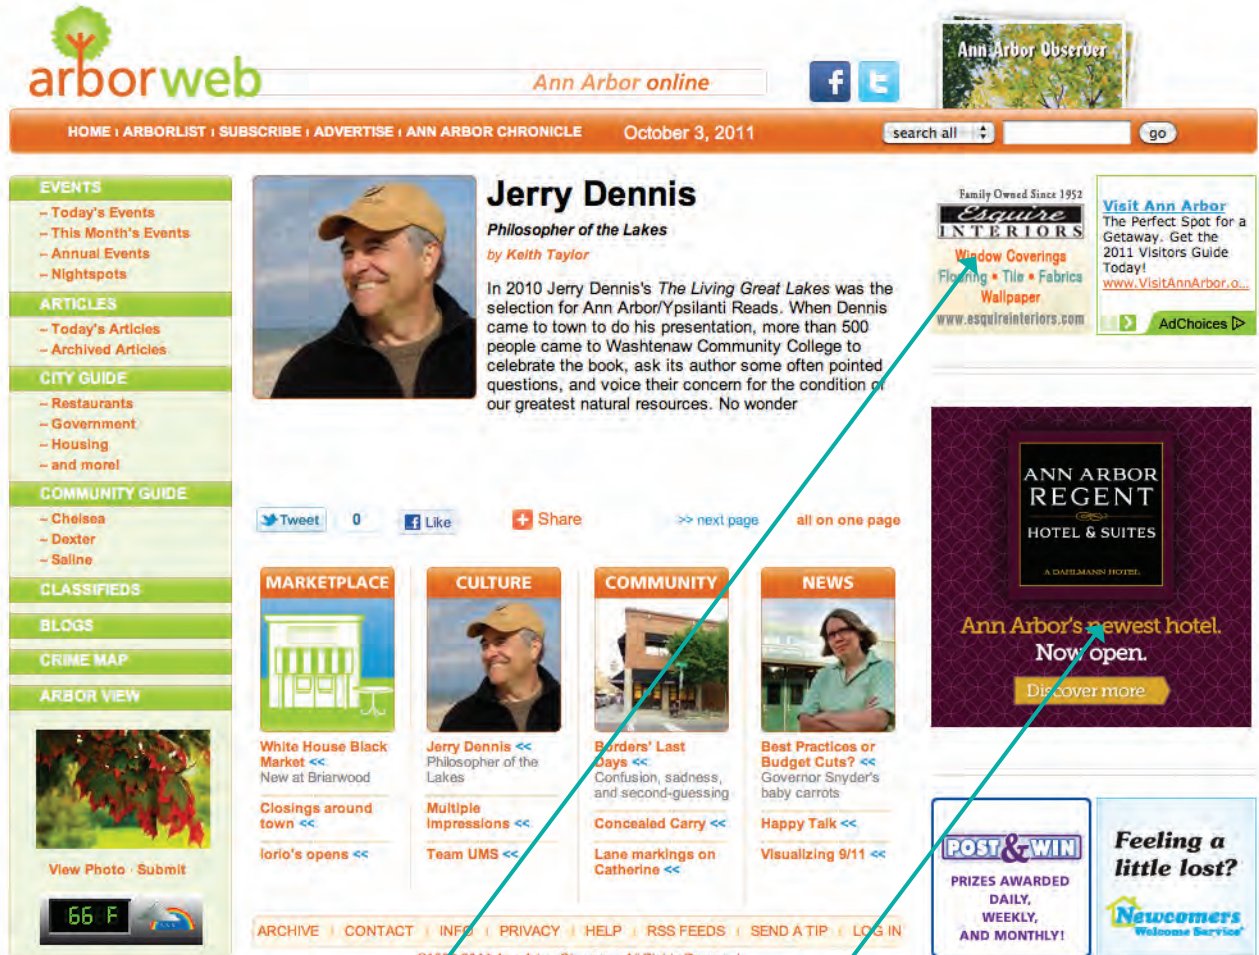 arborweb
Ann Arbor online
f
t
Ann Arbor Observer
HOME ARBORLIST SUBSCRIBE ADVERTISE ANN ARBOR CHRONICLE
October 3, 2011
search all
go
EVENTS
– Today's Events
– This Month's Events
– Annual Events
– Nightspots
ARTICLES
– Today's Articles
– Archived Articles
CITY GUIDE
– Restaurants
– Government
– Housing
– and more!
COMMUNITY GUIDE
– Chelsea
– Dexter
– Saline
CLASSIFIEDS
BLOGS
CRIME MAP
ARBOR VIEW
View Photo · Submit
66 F
Jerry Dennis
Philosopher of the Lakes
by Keith Taylor
In 2010 Jerry Dennis's The Living Great Lakes was the
selection for Ann Arbor/Ypsilanti Reads. When Dennis
came to town to do his presentation, more than 500
people came to Washtenaw Community College to
celebrate the book, ask its author some often pointed
questions, and voice their concern for the condition of
our greatest natural resources. No wonder
Tweet 0
Like
Share
>> next page
all on one page
MARKETPLACE
White House Black
Market <<
New at Briarwood
Closings around
town <<
Iorio's opens <<
CULTURE
Jerry Dennis <<
Philosopher of the
Lakes
Multiple
Impressions <<
Team UMS <<
COMMUNITY
Borders' Last
Days <<
Confusion, sadness,
and second-guessing
Concealed Carry <<
Lane markings on
Catherine <<
NEWS
Best Practices or
Budget Cuts? <<
Governor Snyder's
baby carrots
Happy Talk <<
Visualizing 9/11 <<
ARCHIVE CONTACT INFO PRIVACY HELP RSS FEEDS SEND A TIP LOG IN
Family Owned Since 1952
Esquire
INTERIORS
Window Coverings
Flooring • Tile • Fabrics
Wallpaper
www.esquireinteriors.com
Visit Ann Arbor
The Perfect Spot for a
Getaway. Get the
2011 Visitors Guide
Today!
www.VisitAnnArbor.o...
AdChoices
ANN ARBOR
REGENT
HOTEL & SUITES
A DAHLMANN HOTEL
Ann Arbor's newest hotel.
Now open.
Discover more
POST & WIN
PRIZES AWARDED
DAILY,
WEEKLY,
AND MONTHLY!
Feeling a
little lost?
Newcomers
Welcome Service